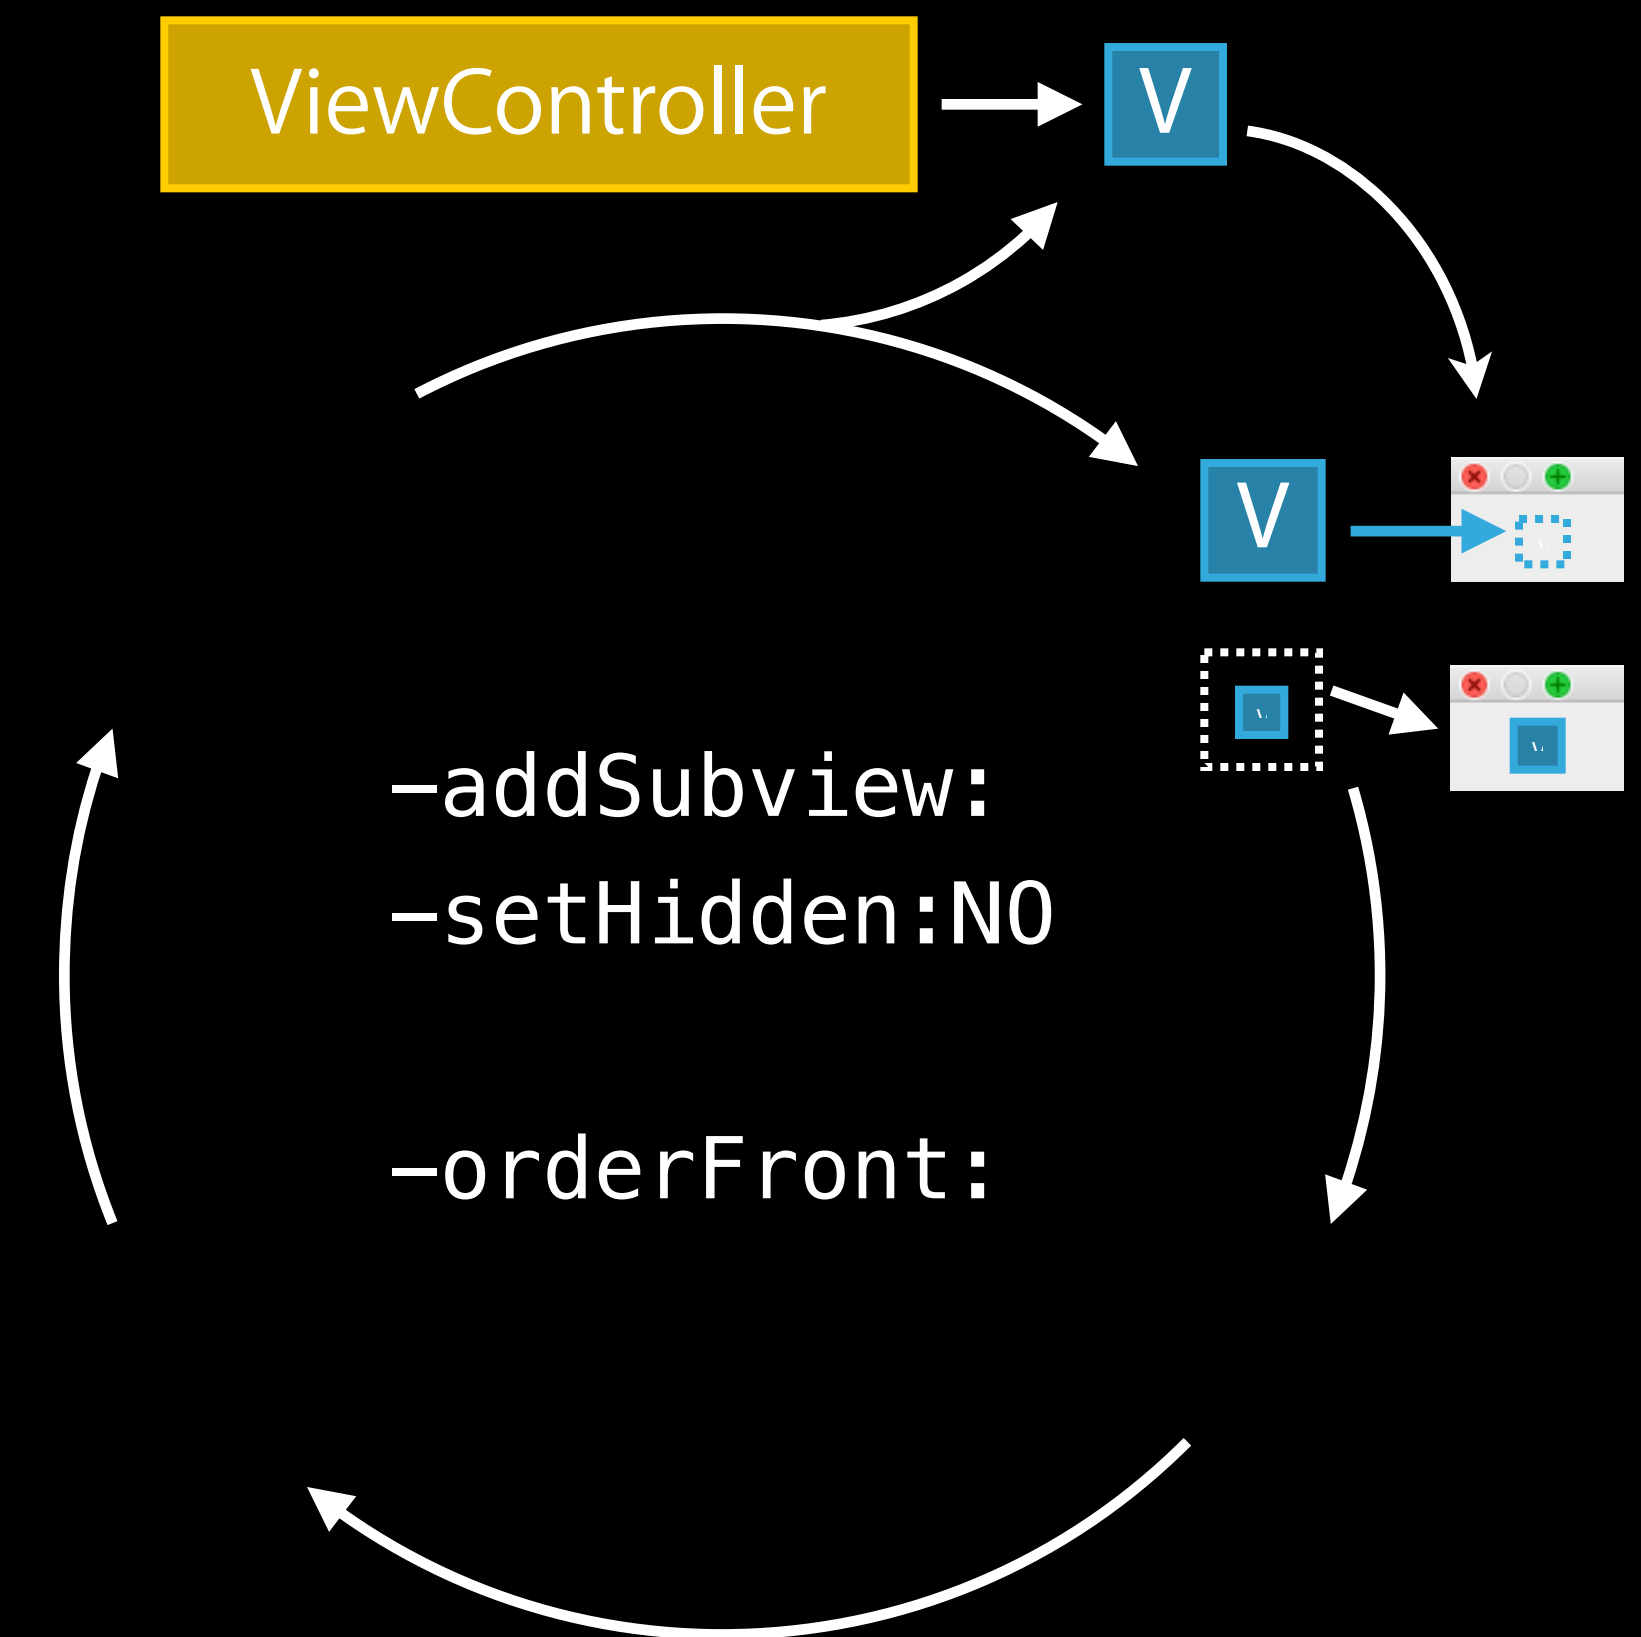 ViewController
V
V
–addSubview:
–setHidden:NO
–orderFront: